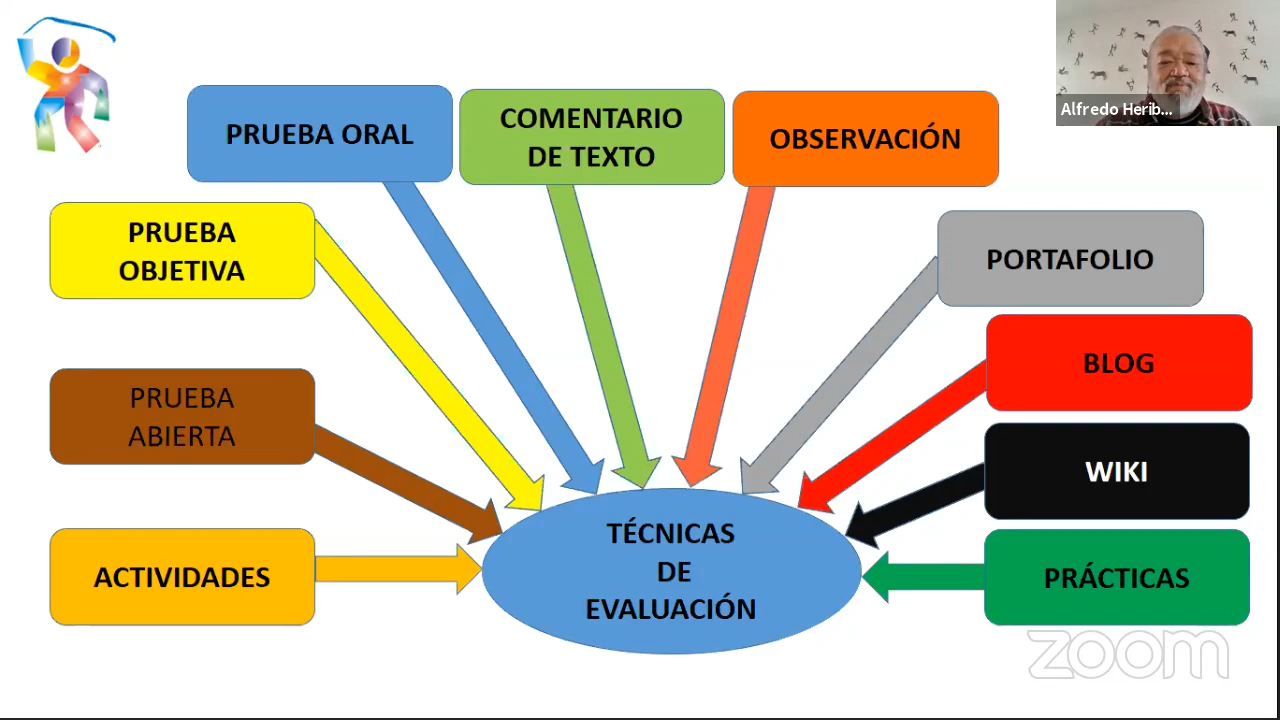 Alfredo Herib...
PRUEBA ORAL
COMENTARIO
DE TEXTO
OBSERVACIÓN
PRUEBA
OBJETIVA
PORTAFOLIO
BLOG
PRUEBA
ABIERTA
WIKI
ACTIVIDADES
TÉCNICAS
DE
EVALUACIÓN
PRÁCTICAS
zoom